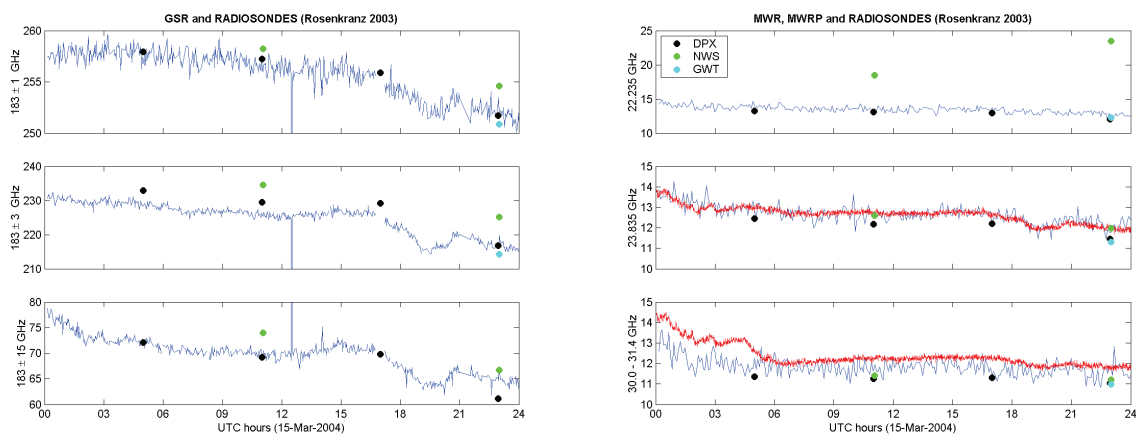 GSR and RADIOSONDES (Rosenkranz 2003)
260
255
250
183 ± 1 GHz
240
230
220
210
183 ± 3 GHz
80
75
70
65
60
183 ± 15 GHz
00 03 06 09 12 15 18 21 24
UTC hours (15-Mar-2004)
MWR, MWRP and RADIOSONDES (Rosenkranz 2003)
25
20
15
10
22.235 GHz
DPX
NWS
GWT
15
14
13
12
11
10
23.835 GHz
15
14
13
12
11
10
30.0 - 31.4 GHz
00 03 06 09 12 15 18 21 24
UTC hours (15-Mar-2004)